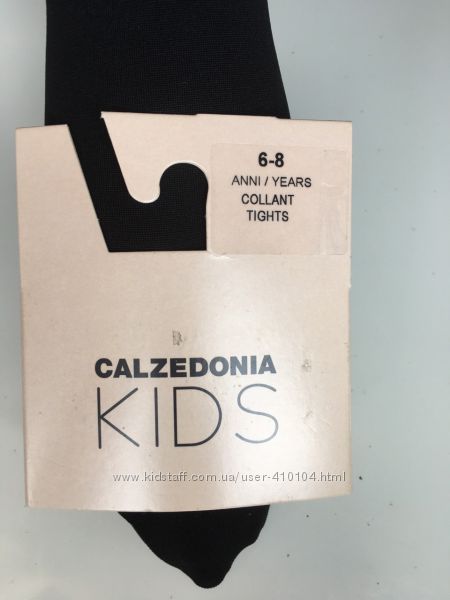 6-8
ANNI / YEARS
COLLANT
TIGHTS
CALZEDONIA
KIDS
www.kidstaff.com.ua/user-410104.html